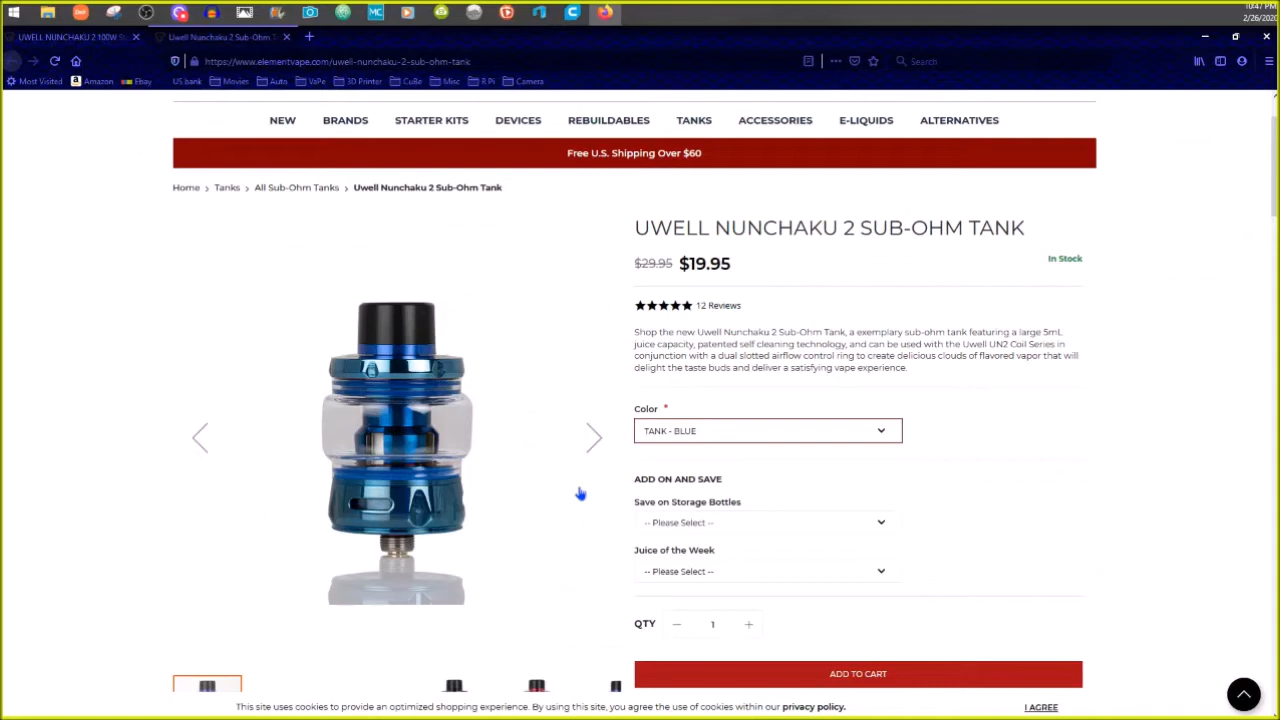 10:47 PM
2/26/2020
UWELL NUNCHAKU 2 100W S
Uwell Nunchaku 2 Sub-Ohm T
https://www.elementvape.com/uwell-nunchaku-2-sub-ohm-tank
Search
Most Visited Amazon Ebay US bank Movies Auto VaPe 3D Printer CuBe Misc R.Pi Camera
NEW BRANDS STARTER KITS DEVICES REBUILDABLES TANKS ACCESSORIES E-LIQUIDS ALTERNATIVES
Free U.S. Shipping Over $60
Home > Tanks > All Sub-Ohm Tanks > Uwell Nunchaku 2 Sub-Ohm Tank
UWELL NUNCHAKU 2 SUB-OHM TANK
$29.95 $19.95
In Stock
12 Reviews
Shop the new Uwell Nunchaku 2 Sub-Ohm Tank, a exemplary sub-ohm tank featuring a large 5mL
juice capacity, patented self cleaning technology, and can be used with the Uwell UN2 Coil Series in
conjunction with a dual slotted airflow control ring to create delicious clouds of flavored vapor that will
delight the taste buds and deliver a satisfying vape experience.
Color *
TANK - BLUE
ADD ON AND SAVE
Save on Storage Bottles
-- Please Select --
Juice of the Week
-- Please Select --
QTY − 1 +
ADD TO CART
This site uses cookies to provide an optimized shopping experience. By using this site, you agree the use of cookies within our privacy policy.
I AGREE